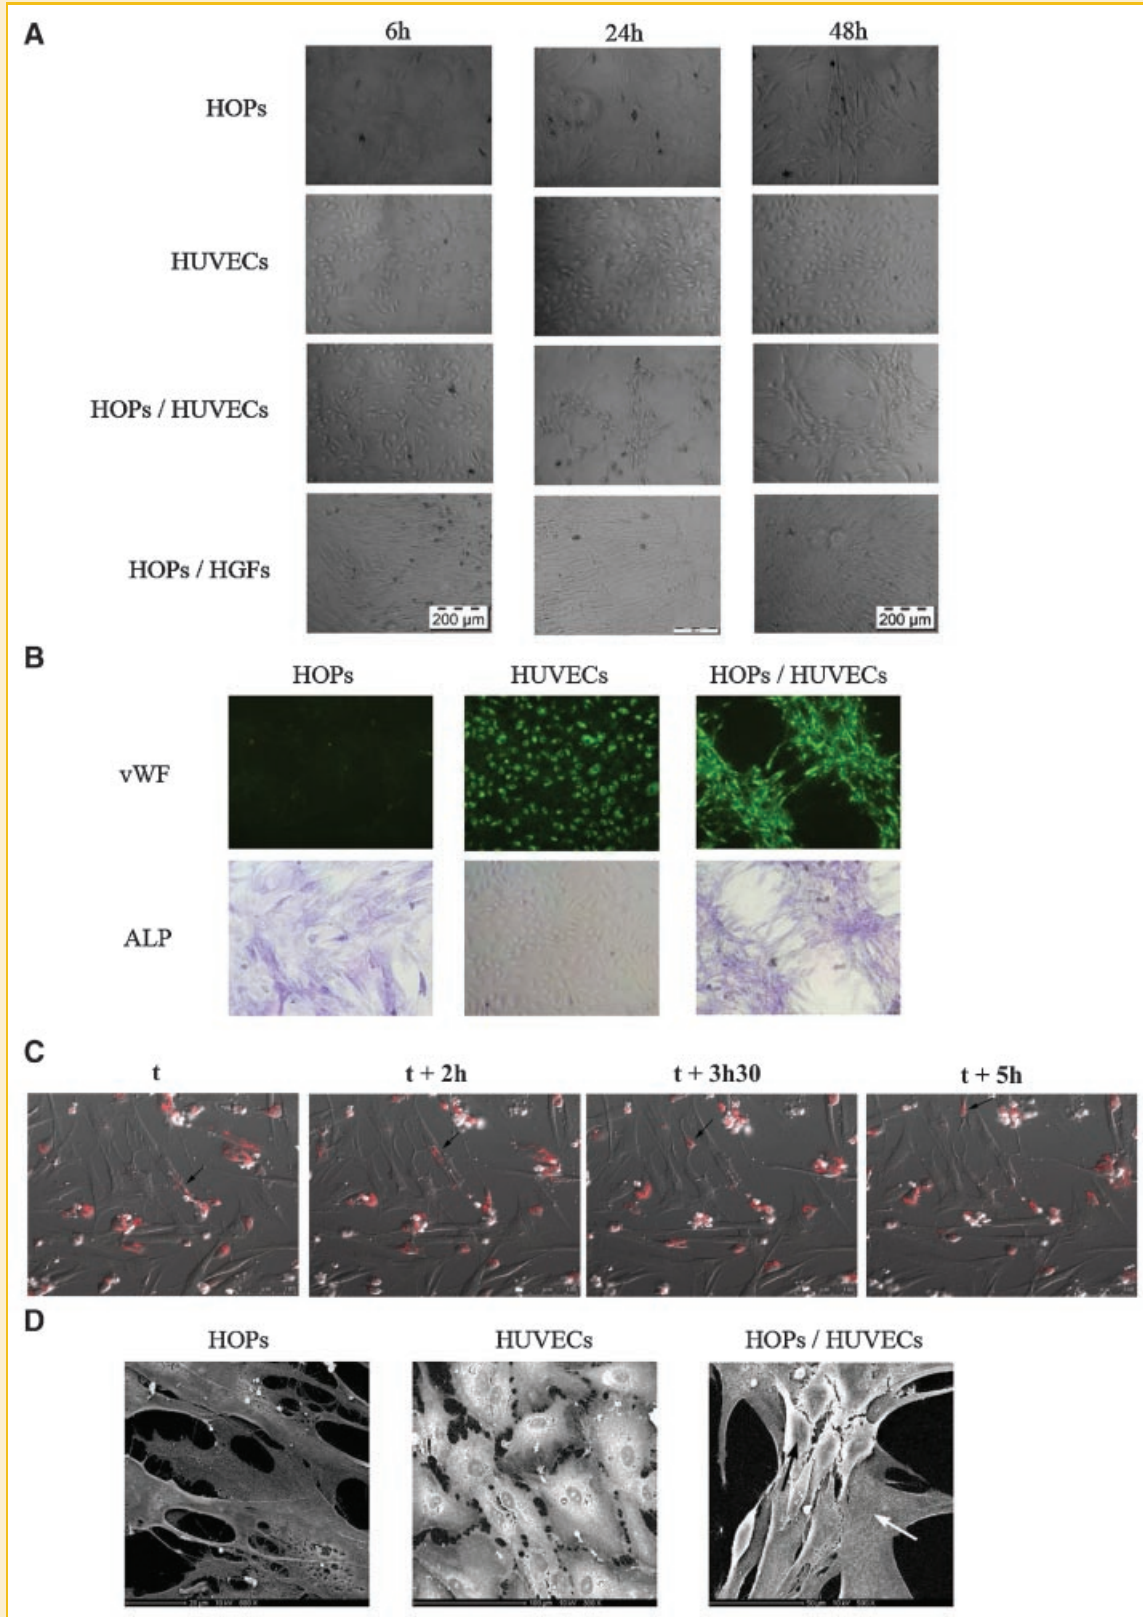 A
6h 24h 48h
HOPs
HUVECs
HOPs / HUVECs
HOPs / HGFs
200 µm 200 µm
B
HOPs HUVECs HOPs / HUVECs
vWF
ALP
C
t t + 2h t + 3h30 t + 5h
D
HOPs HUVECs HOPs / HUVECs